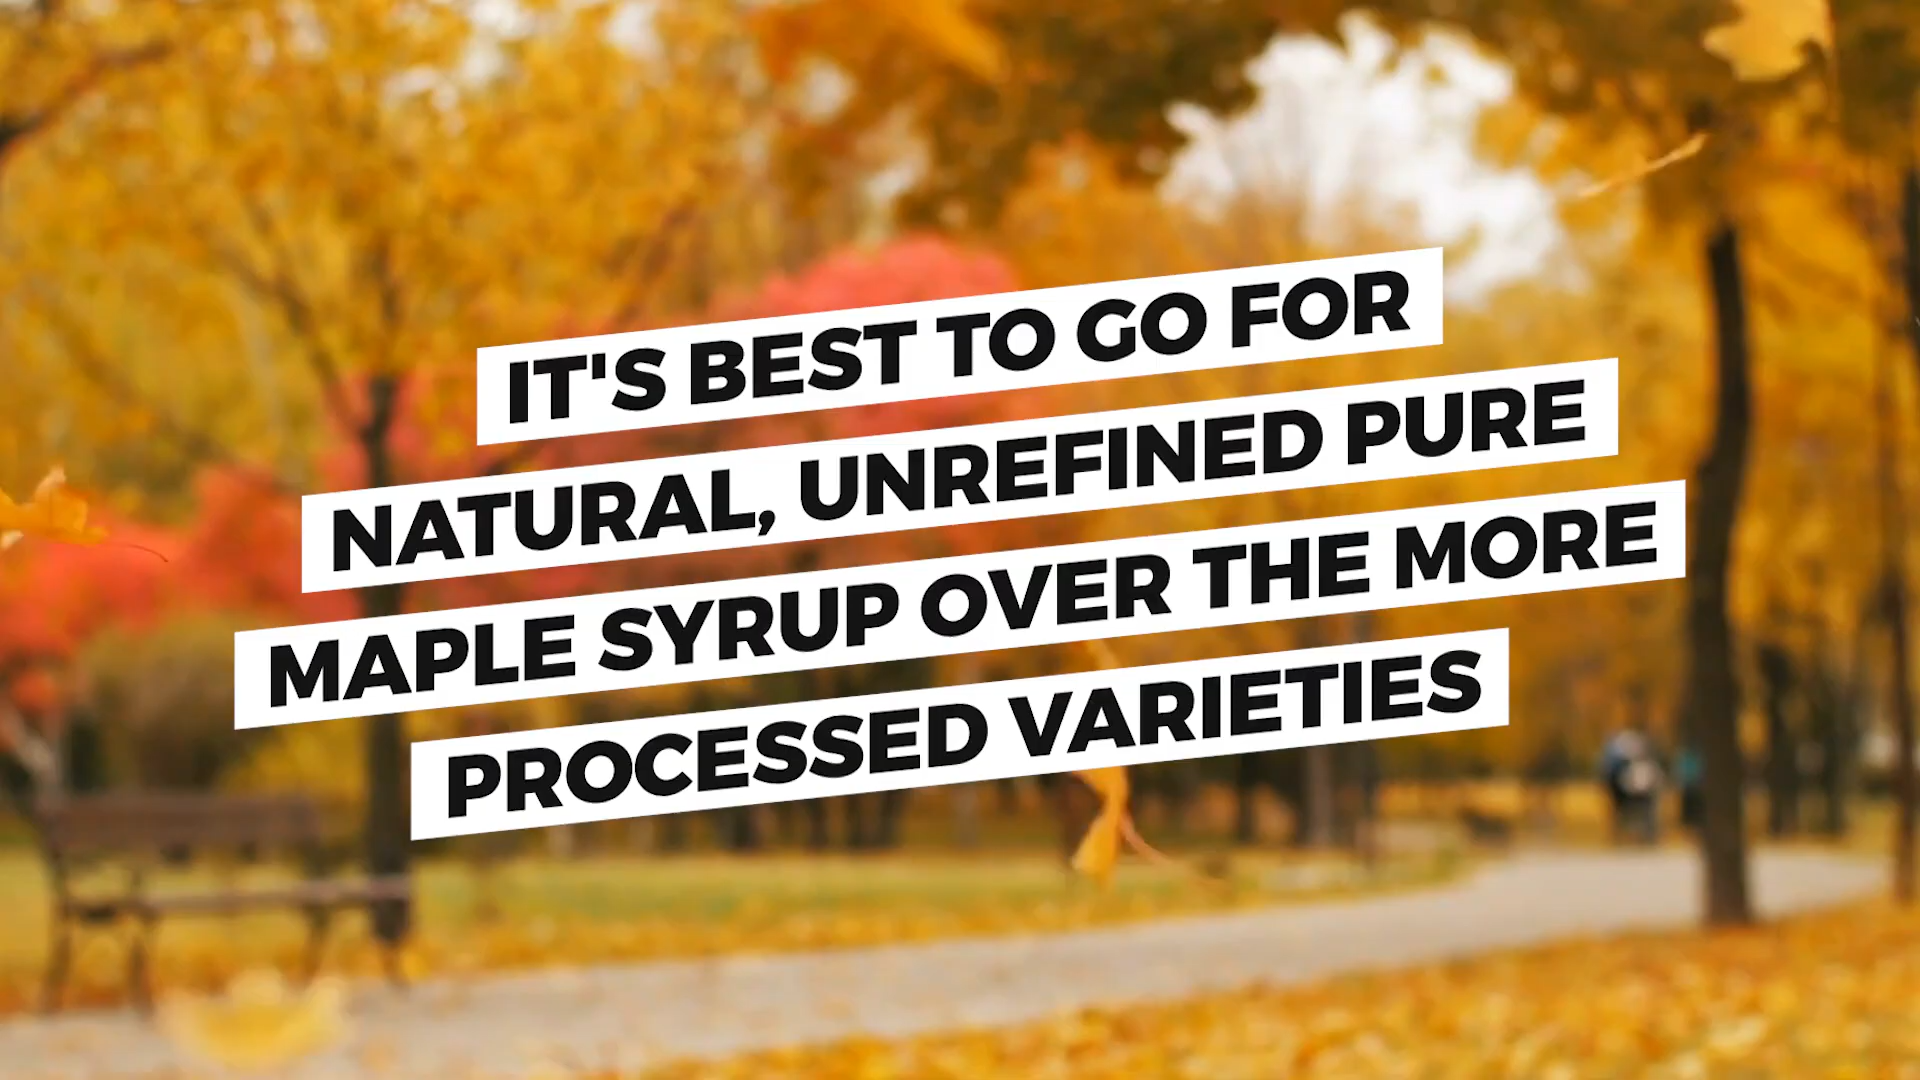 IT'S BEST TO GO FOR
NATURAL, UNREFINED PURE
MAPLE SYRUP OVER THE MORE
PROCESSED VARIETIES